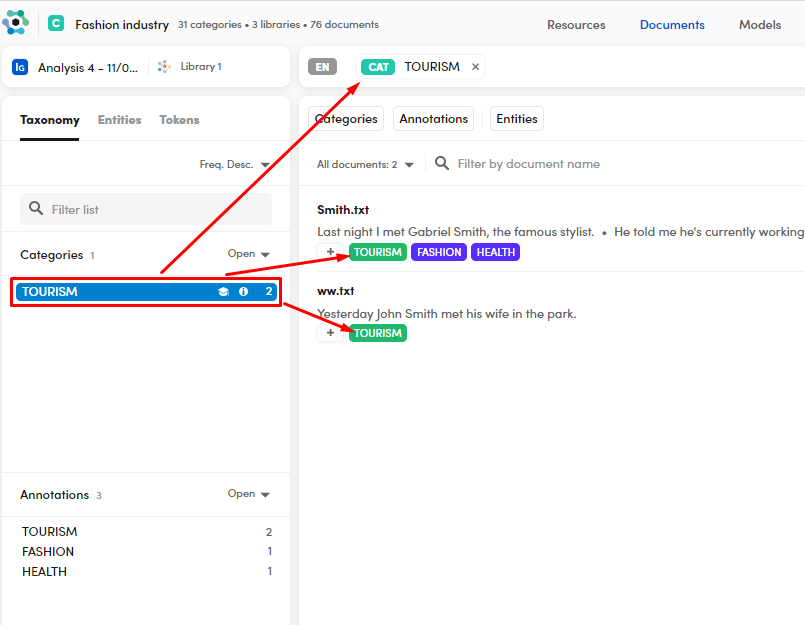 C Fashion industry 31 categories • 3 libraries • 76 documents Resources Documents Models
IG Analysis 4 - 11/0... Library 1
EN CAT TOURISM ×
Taxonomy Entities Tokens
Categories Annotations Entities
Freq. Desc.
All documents: 2 Filter by document name
Filter list
Smith.txt
Last night I met Gabriel Smith, the famous stylist. • He told me he's currently working
+ TOURISM FASHION HEALTH
Categories 1 Open
TOURISM 2
ww.txt
Yesterday John Smith met his wife in the park.
+ TOURISM
Annotations 3 Open
TOURISM 2
FASHION 1
HEALTH 1